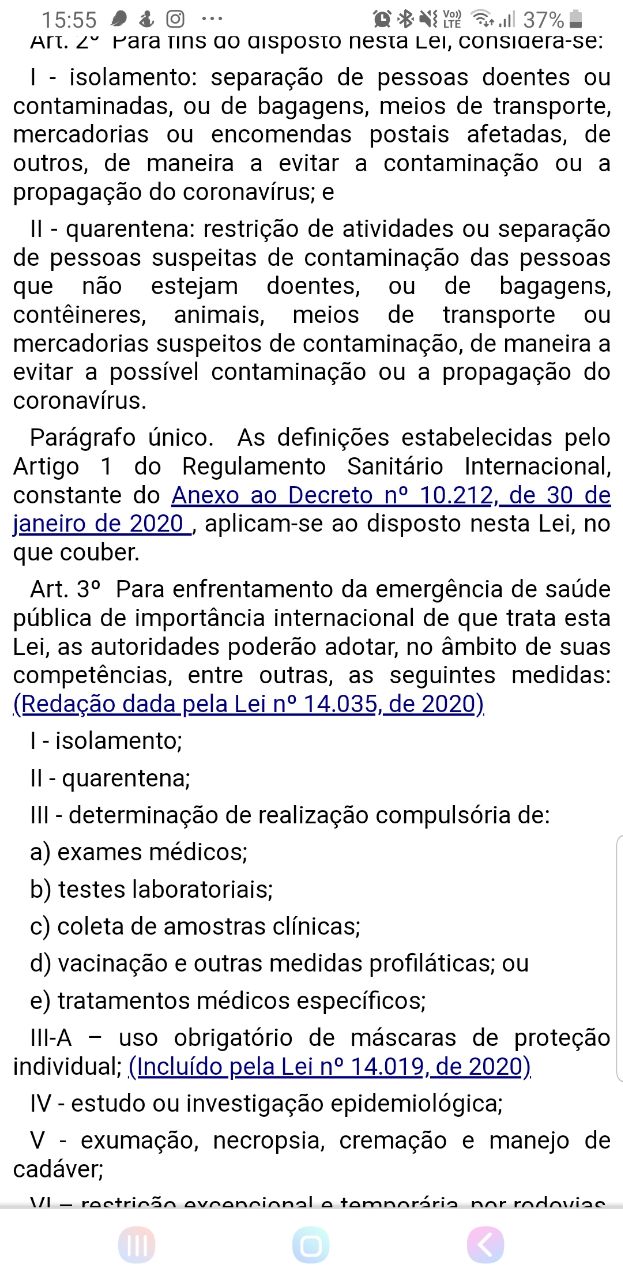 15:55 Vo)) LTE 37%
Art. 2º Para fins do disposto nesta Lei, considera-se:
I - isolamento: separação de pessoas doentes ou
contaminadas, ou de bagagens, meios de transporte,
mercadorias ou encomendas postais afetadas, de
outros, de maneira a evitar a contaminação ou a
propagação do coronavírus; e
II - quarentena: restrição de atividades ou separação
de pessoas suspeitas de contaminação das pessoas
que não estejam doentes, ou de bagagens,
contêineres, animais, meios de transporte ou
mercadorias suspeitos de contaminação, de maneira a
evitar a possível contaminação ou a propagação do
coronavírus.
Parágrafo único. As definições estabelecidas pelo
Artigo 1 do Regulamento Sanitário Internacional,
constante do Anexo ao Decreto nº 10.212, de 30 de
janeiro de 2020 , aplicam-se ao disposto nesta Lei, no
que couber.
Art. 3º Para enfrentamento da emergência de saúde
pública de importância internacional de que trata esta
Lei, as autoridades poderão adotar, no âmbito de suas
competências, entre outras, as seguintes medidas:
(Redação dada pela Lei nº 14.035, de 2020)
I - isolamento;
II - quarentena;
III - determinação de realização compulsória de:
a) exames médicos;
b) testes laboratoriais;
c) coleta de amostras clínicas;
d) vacinação e outras medidas profiláticas; ou
e) tratamentos médicos específicos;
III-A – uso obrigatório de máscaras de proteção
individual; (Incluído pela Lei nº 14.019, de 2020)
IV - estudo ou investigação epidemiológica;
V - exumação, necropsia, cremação e manejo de
cadáver;
VI – restrição excepcional e temporária, por rodovias,